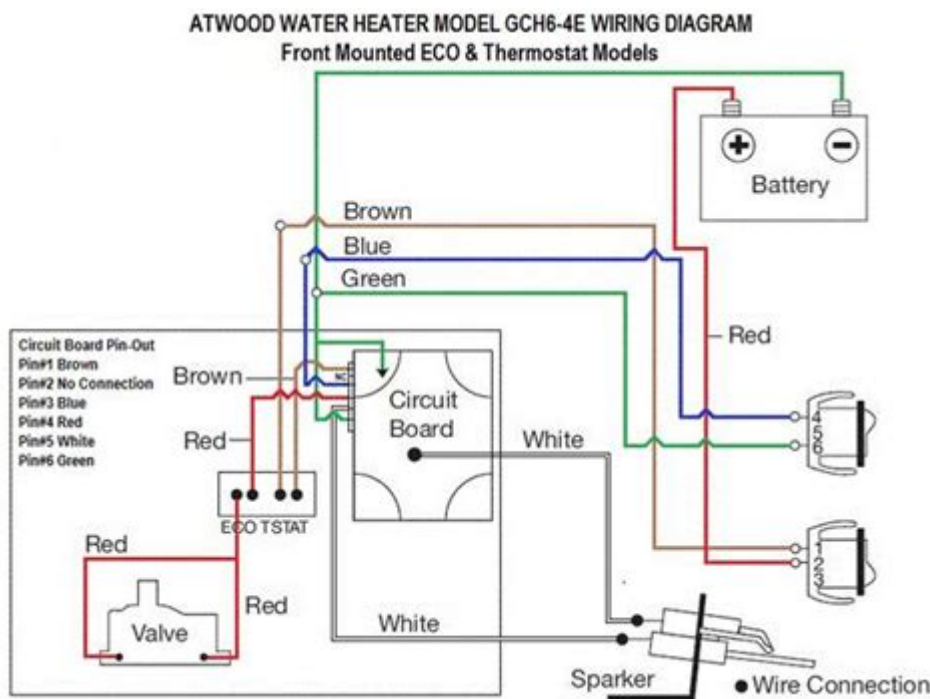 ATWOOD WATER HEATER MODEL GCH6-4E WIRING DIAGRAM
Front Mounted ECO & Thermostat Models
+
−
Battery
Brown
Blue
Green
Red
Circuit Board Pin-Out
Pin#1 Brown
Pin#2 No Connection
Pin#3 Blue
Pin#4 Red
Pin#5 White
Pin#6 Green
Brown
NC
Circuit
Board
White
Red
4
5
6
ECO TSTAT
Red
Red
Valve
1
2
3
White
Sparker
Wire Connection